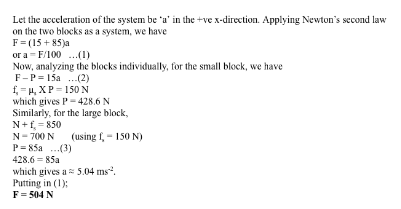 Let the acceleration of the system be 'a' in the +ve x-direction. Applying Newton's second law
on the two blocks as a system, we have
F = (15 + 85)a
or a = F/100 …(1)
Now, analyzing the blocks individually, for the small block, we have
F – P = 15a …(2)
fₛ = μₛ X P = 150 N
which gives P = 428.6 N
Similarly, for the large block,
N + fₛ = 850
N = 700 N (using fₛ = 150 N)
P = 85a …(3)
428.6 = 85a
which gives a ≈ 5.04 ms⁻².
Putting in (1);
F = 504 N